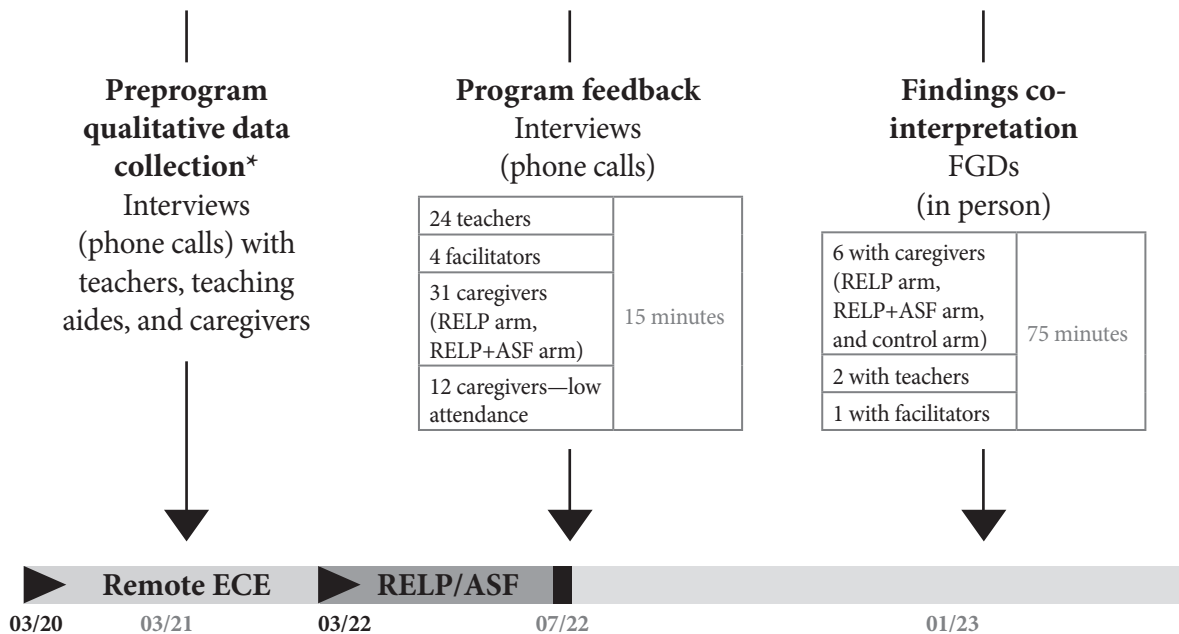 Preprogram
qualitative data
collection*
Interviews
(phone calls) with
teachers, teaching
aides, and caregivers
Program feedback
Interviews
(phone calls)
24 teachers
4 facilitators
31 caregivers
(RELP arm,
RELP+ASF arm)
12 caregivers—low
attendance
15 minutes
Findings co-
interpretation
FGDs
(in person)
6 with caregivers
(RELP arm,
RELP+ASF arm,
and control arm)
2 with teachers
1 with facilitators
75 minutes
Remote ECE
RELP/ASF
03/20
03/21
03/22
07/22
01/23